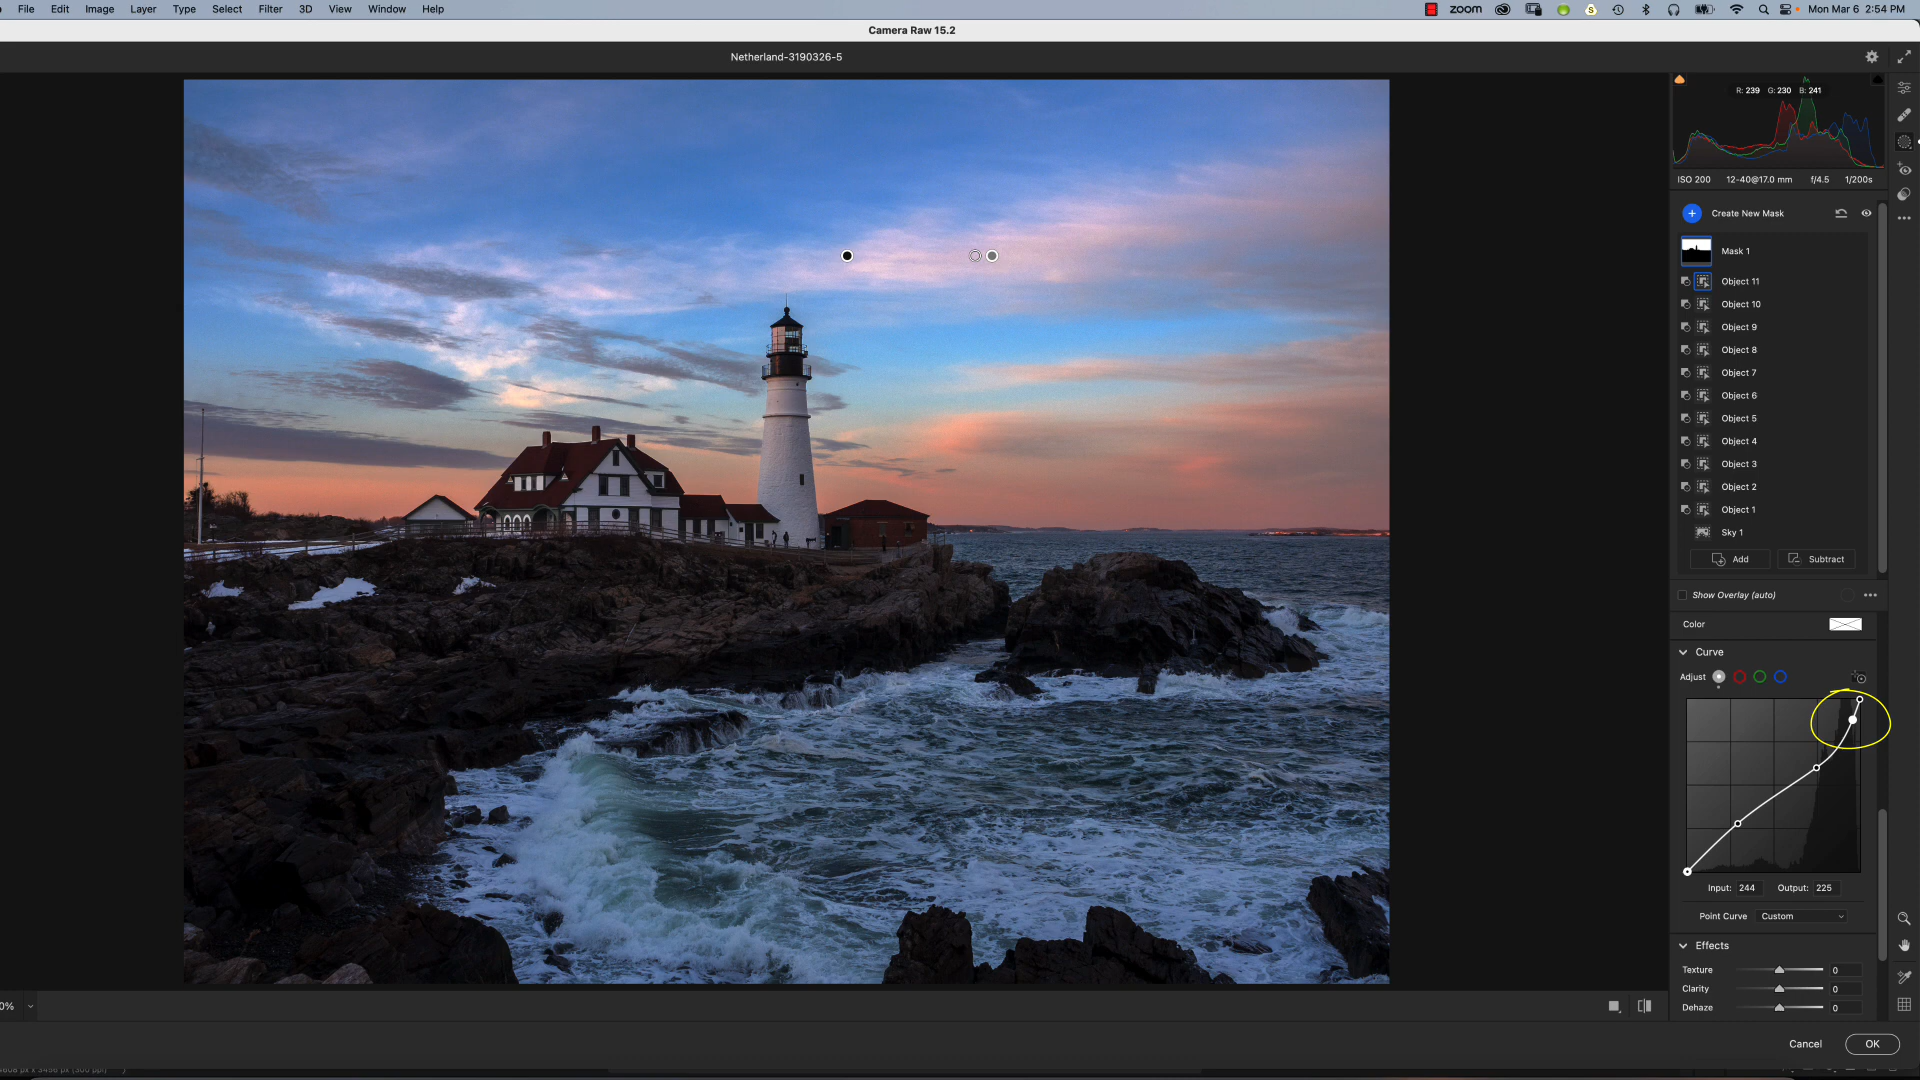 File Edit Image Layer Type Select Filter 3D View Window Help zoom S Mon Mar 6 2:54 PM
Camera Raw 15.2
Netherland-3190326-5
R: 239 G: 230 B: 241
ISO 200 12-40@17.0 mm f/4.5 1/200s
Create New Mask
Mask 1
Object 11
Object 10
Object 9
Object 8
Object 7
Object 6
Object 5
Object 4
Object 3
Object 2
Object 1
Sky 1
Add Subtract
Show Overlay (auto)
Color
Curve
Adjust
Input: 244 Output: 225
Point Curve Custom
Effects
Texture 0
Clarity 0
Dehaze 0
0%
Cancel OK